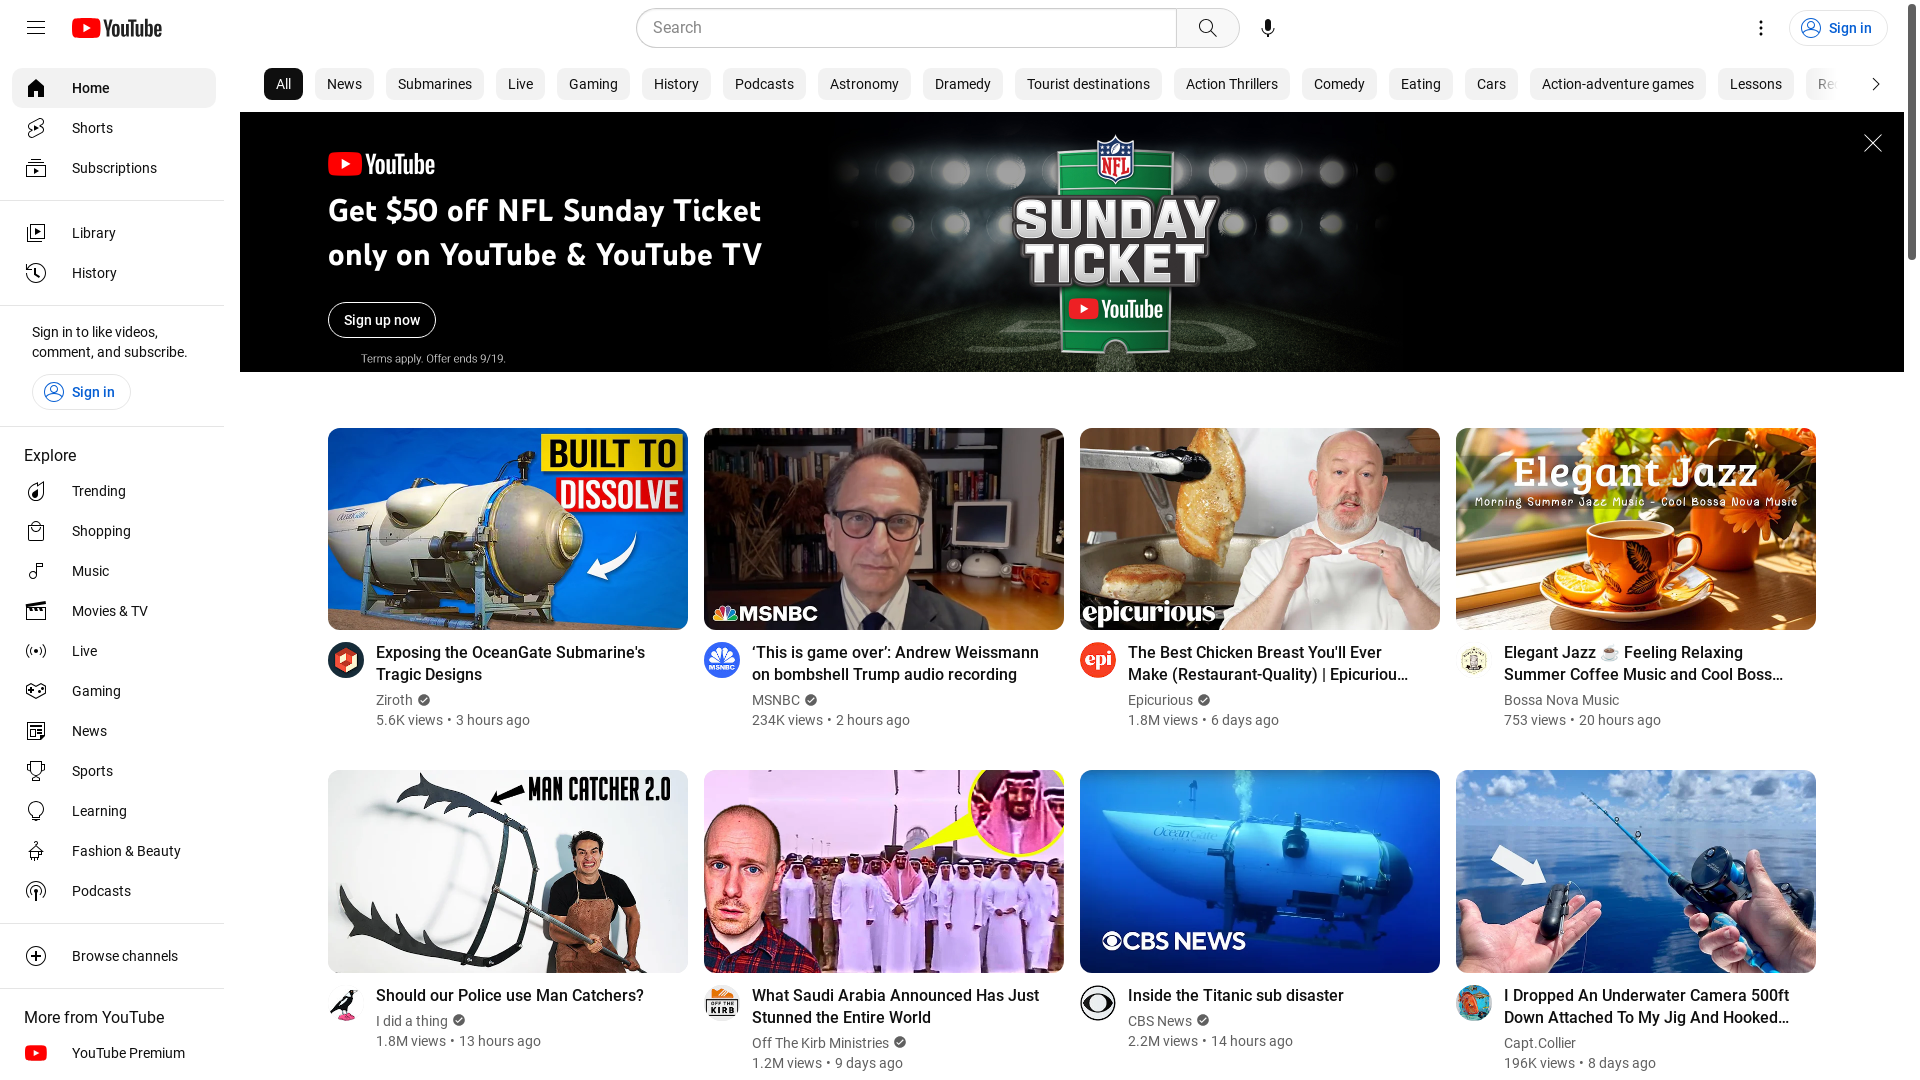 YouTube
Search
Sign in
Home
Shorts
Subscriptions
Library
History
Sign in to like videos,
comment, and subscribe.
Sign in
Explore
Trending
Shopping
Music
Movies & TV
Live
Gaming
News
Sports
Learning
Fashion & Beauty
Podcasts
Browse channels
More from YouTube
YouTube Premium
All
News
Submarines
Live
Gaming
History
Podcasts
Astronomy
Dramedy
Tourist destinations
Action Thrillers
Comedy
Eating
Cars
Action-adventure games
Lessons
YouTube
Get $50 off NFL Sunday Ticket
only on YouTube & YouTube TV
Sign up now
Terms apply. Offer ends 9/19.
NFL
SUNDAY
TICKET
YouTube
50
BUILT TO
DISSOLVE
OceanGate
Exposing the OceanGate Submarine's
Tragic Designs
Ziroth
5.6K views • 3 hours ago
MSNBC
MSNBC
‘This is game over’: Andrew Weissmann
on bombshell Trump audio recording
MSNBC
234K views • 2 hours ago
epicurious
epi
The Best Chicken Breast You'll Ever
Make (Restaurant-Quality) | Epicuriou…
Epicurious
1.8M views • 6 days ago
Elegant Jazz
Morning Summer Jazz Music - Cool Bossa Nova Music
Elegant Jazz ☕ Feeling Relaxing
Summer Coffee Music and Cool Boss…
Bossa Nova Music
753 views • 20 hours ago
MAN CATCHER 2.0
Should our Police use Man Catchers?
I did a thing
1.8M views • 13 hours ago
OFF THE
KIRB
What Saudi Arabia Announced Has Just
Stunned the Entire World
Off The Kirb Ministries
1.2M views • 9 days ago
OceanGate
CBS NEWS
Inside the Titanic sub disaster
CBS News
2.2M views • 14 hours ago
I Dropped An Underwater Camera 500ft
Down Attached To My Jig And Hooked…
Capt.Collier
196K views • 8 days ago